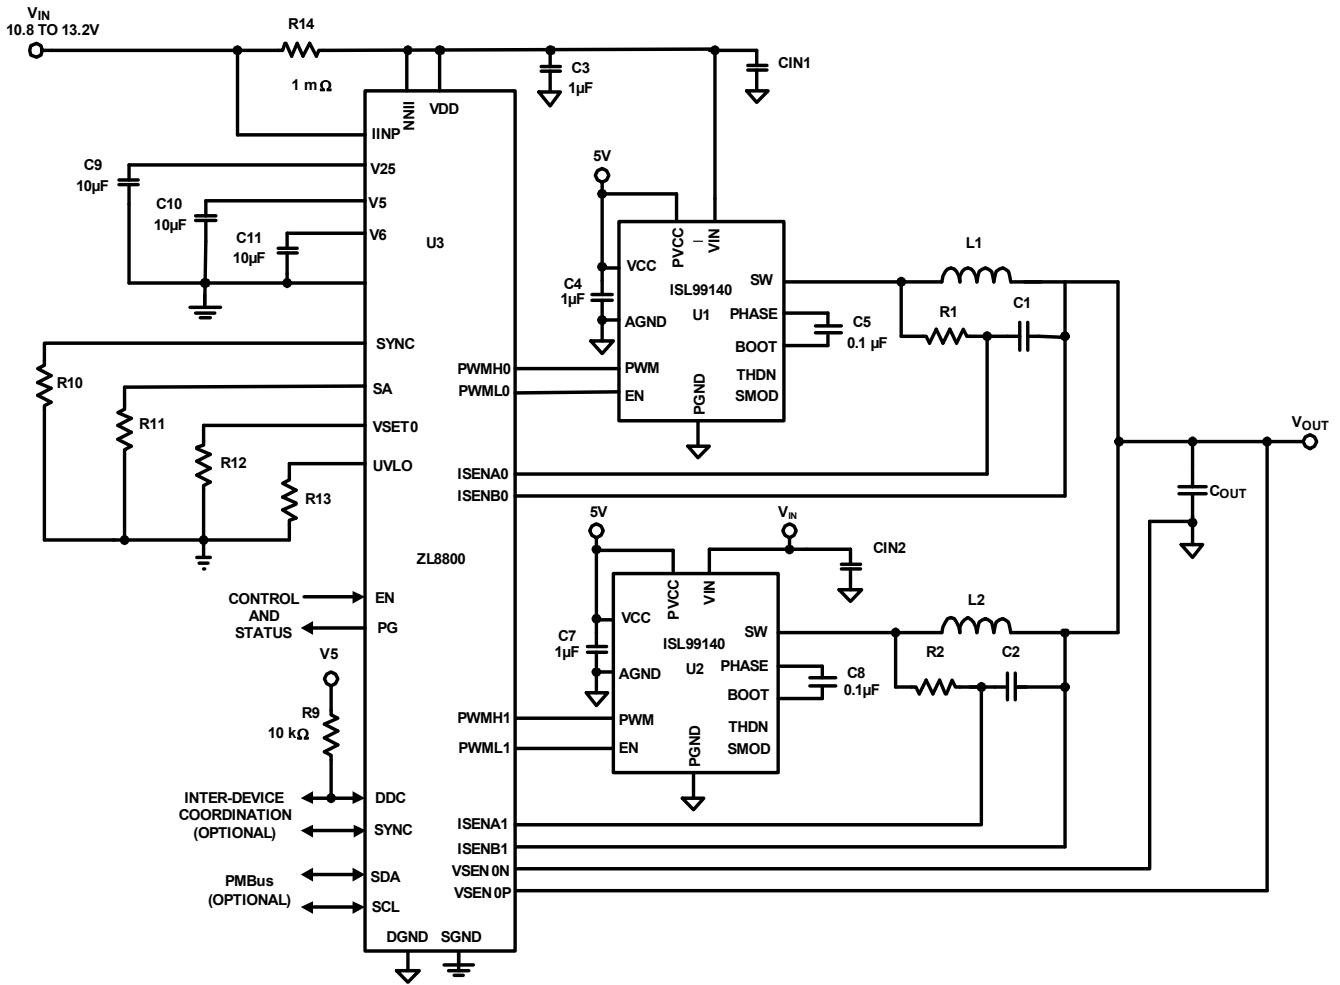 VIN
10.8 TO 13.2V
R14
1 mΩ
C3
1µF
CIN1
IINN
VDD
IINP
C9
10µF
V25
C10
10µF
V5
C11
10µF
V6
U3
5V
PVCC
VIN
VCC
C4
1µF
ISL99140
U1
AGND
SW
PHASE
BOOT
C5
0.1 µF
THDN
SMOD
PWM
EN
PGND
L1
R1
C1
SYNC
R10
SA
R11
VSET0
R12
UVLO
R13
PWMH0
PWML0
ISENA0
ISENB0
VOUT
COUT
ZL8800
5V
VIN
CIN2
PVCC
VIN
VCC
C7
1µF
ISL99140
U2
AGND
SW
PHASE
BOOT
C8
0.1µF
THDN
SMOD
PWM
EN
PGND
L2
R2
C2
CONTROL
AND
STATUS
EN
PG
V5
R9
10 kΩ
PWMH1
PWML1
INTER-DEVICE
COORDINATION
(OPTIONAL)
DDC
SYNC
PMBus
(OPTIONAL)
SDA
SCL
ISENA1
ISENB1
VSEN 0N
VSEN 0P
DGND
SGND